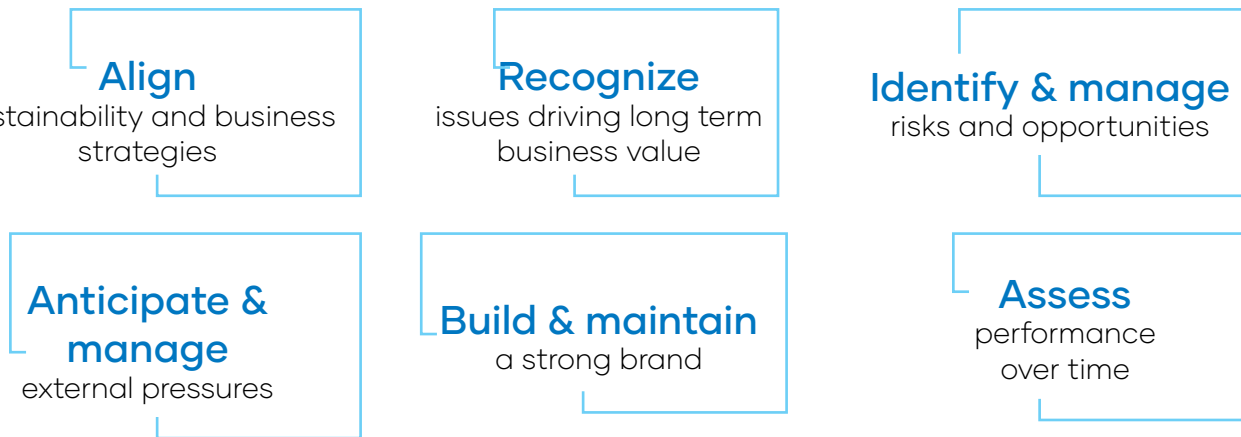 Align
stainability and business
strategies
Recognize
issues driving long term
business value
Identify & manage
risks and opportunities
Anticipate &
manage
external pressures
Build & maintain
a strong brand
Assess
performance
over time